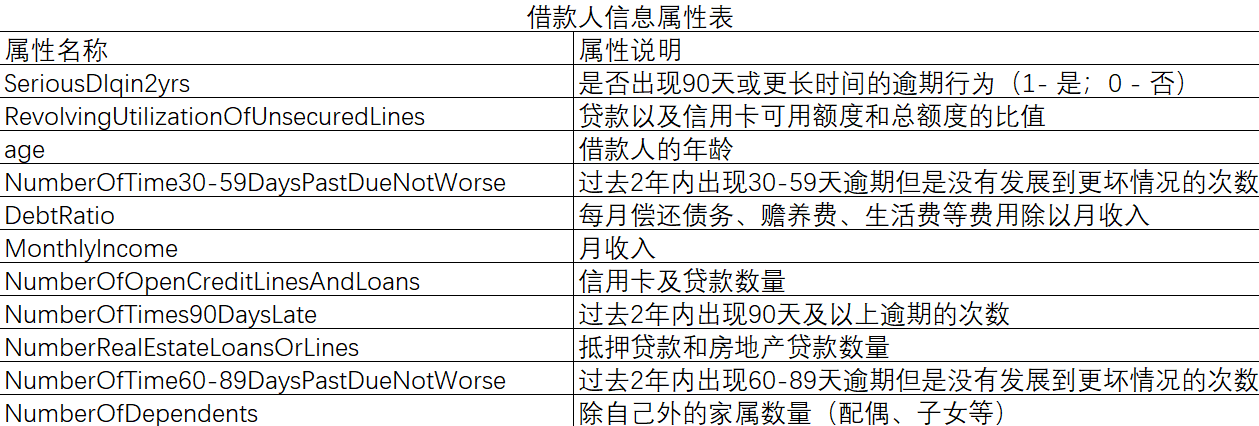 借款人信息属性表
属性名称 属性说明
SeriousDlqin2yrs 是否出现90天或更长时间的逾期行为（1- 是；0 - 否）
RevolvingUtilizationOfUnsecuredLines 贷款以及信用卡可用额度和总额度的比值
age 借款人的年龄
NumberOfTime30-59DaysPastDueNotWorse 过去2年内出现30-59天逾期但是没有发展到更坏情况的次数
DebtRatio 每月偿还债务、赡养费、生活费等费用除以月收入
MonthlyIncome 月收入
NumberOfOpenCreditLinesAndLoans 信用卡及贷款数量
NumberOfTimes90DaysLate 过去2年内出现90天及以上逾期的次数
NumberRealEstateLoansOrLines 抵押贷款和房地产贷款数量
NumberOfTime60-89DaysPastDueNotWorse 过去2年内出现60-89天逾期但是没有发展到更坏情况的次数
NumberOfDependents 除自己外的家属数量（配偶、子女等）